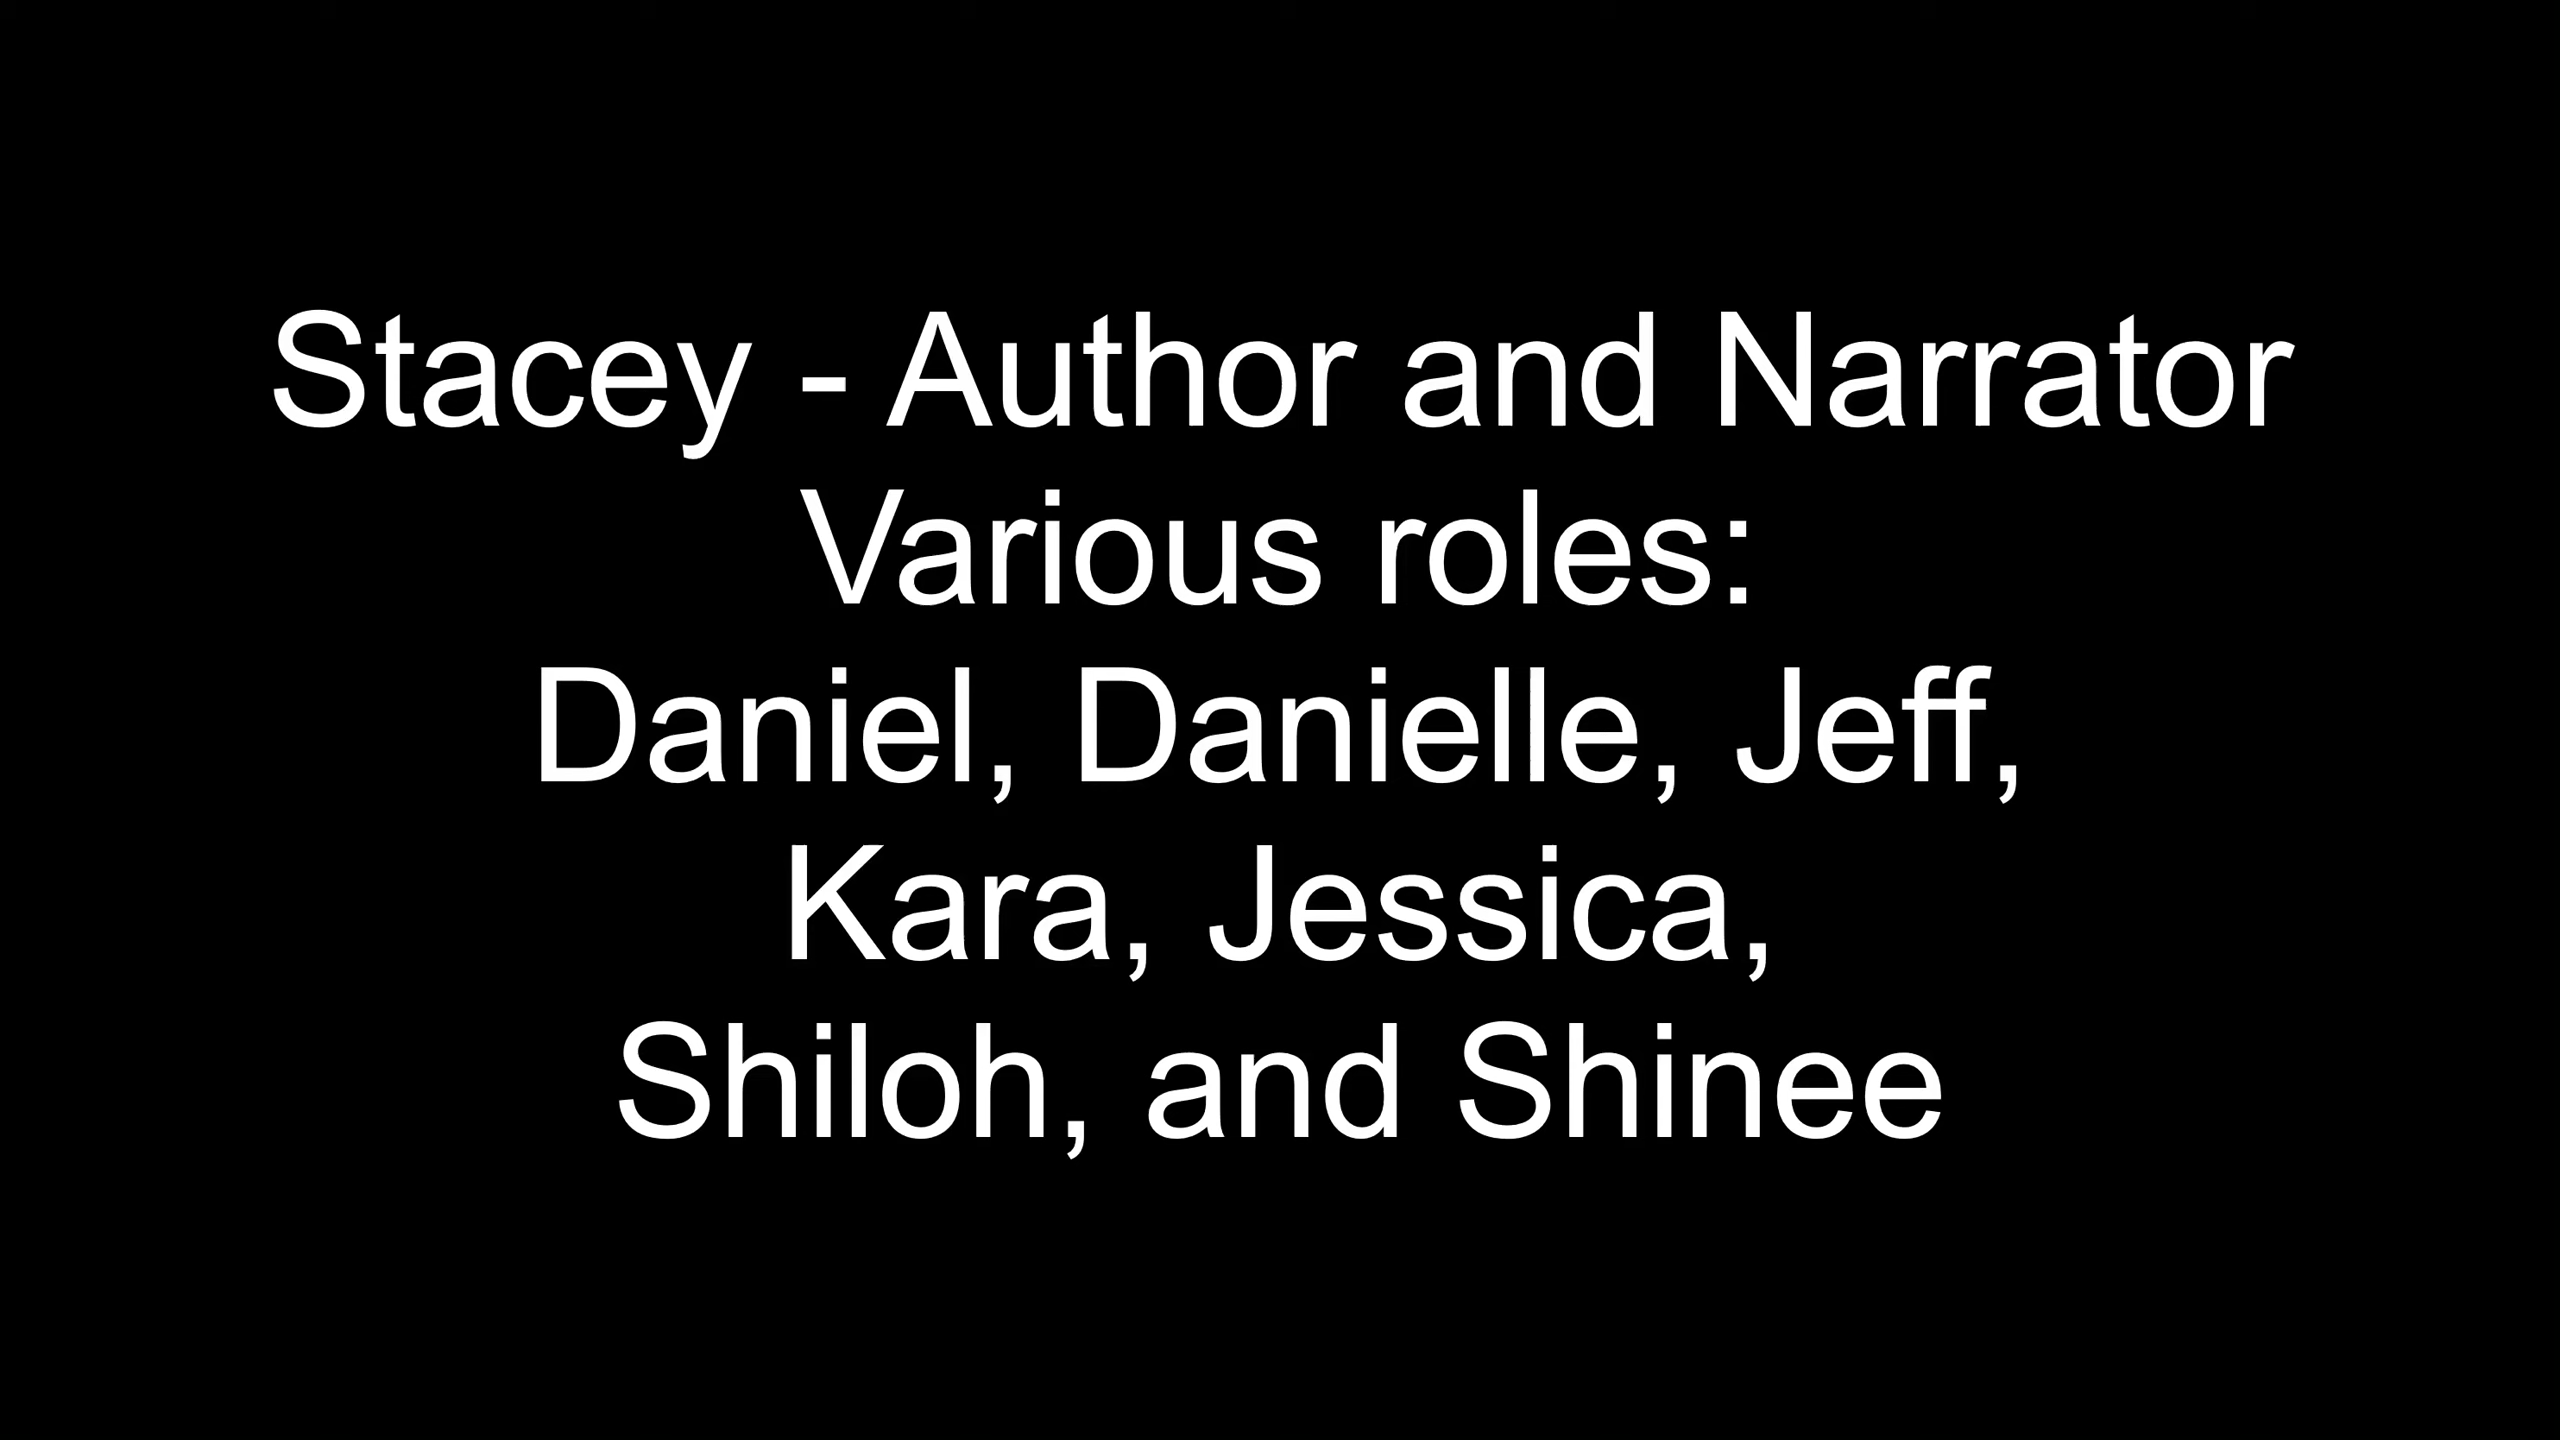 Stacey - Author and Narrator
Various roles:
Daniel, Danielle, Jeff,
Kara, Jessica,
Shiloh, and Shinee